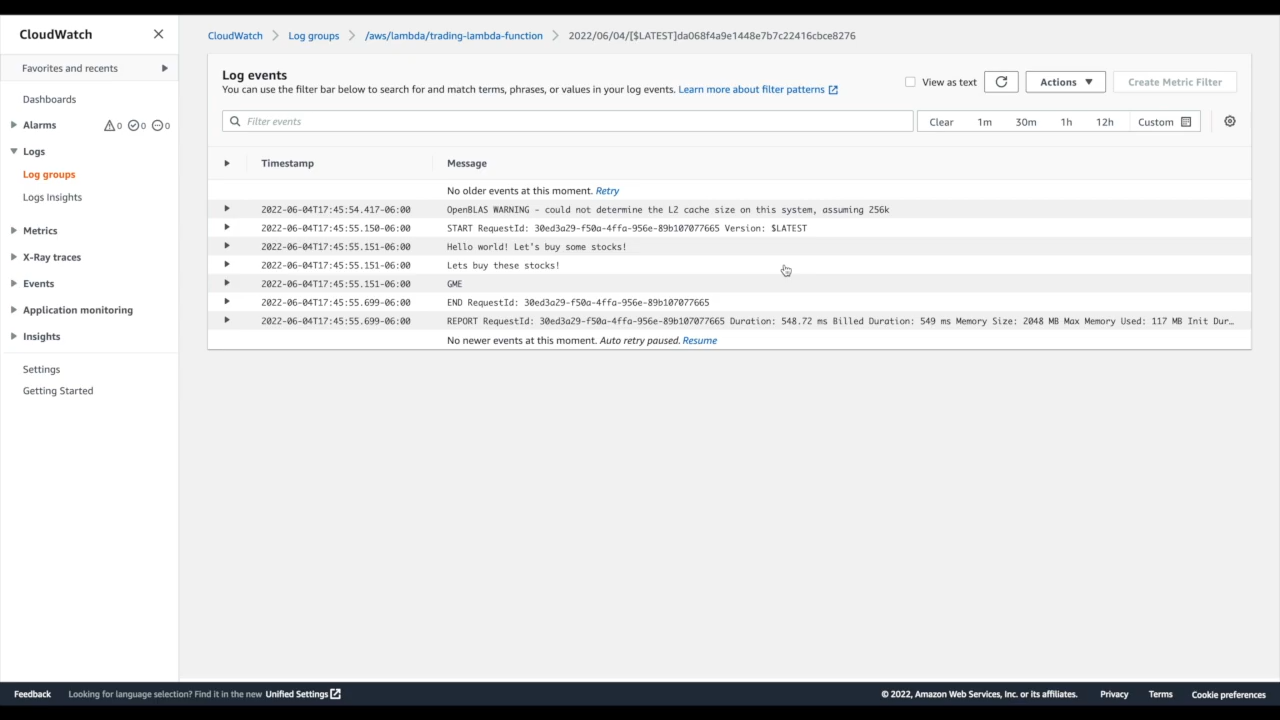 CloudWatch
Favorites and recents
Dashboards
Alarms 0 0 0
Logs
Log groups
Logs Insights
Metrics
X-Ray traces
Events
Application monitoring
Insights
Settings
Getting Started
CloudWatch Log groups /aws/lambda/trading-lambda-function 2022/06/04/[$LATEST]da068f4a9e1448e7b7c22416cbce8276
Log events
You can use the filter bar below to search for and match terms, phrases, or values in your log events. Learn more about filter patterns
View as text Actions Create Metric Filter
Filter events Clear 1m 30m 1h 12h Custom
Timestamp Message
No older events at this moment. Retry
2022-06-04T17:45:54.417-06:00 OpenBLAS WARNING - could not determine the L2 cache size on this system, assuming 256k
2022-06-04T17:45:55.150-06:00 START RequestId: 30ed3a29-f50a-4ffa-956e-89b107077665 Version: $LATEST
2022-06-04T17:45:55.151-06:00 Hello world! Let's buy some stocks!
2022-06-04T17:45:55.151-06:00 Lets buy these stocks!
2022-06-04T17:45:55.151-06:00 GME
2022-06-04T17:45:55.699-06:00 END RequestId: 30ed3a29-f50a-4ffa-956e-89b107077665
2022-06-04T17:45:55.699-06:00 REPORT RequestId: 30ed3a29-f50a-4ffa-956e-89b107077665 Duration: 548.72 ms Billed Duration: 549 ms Memory Size: 2048 MB Max Memory Used: 117 MB Init Dur…
No newer events at this moment. Auto retry paused. Resume
Feedback Looking for language selection? Find it in the new Unified Settings © 2022, Amazon Web Services, Inc. or its affiliates. Privacy Terms Cookie preferences